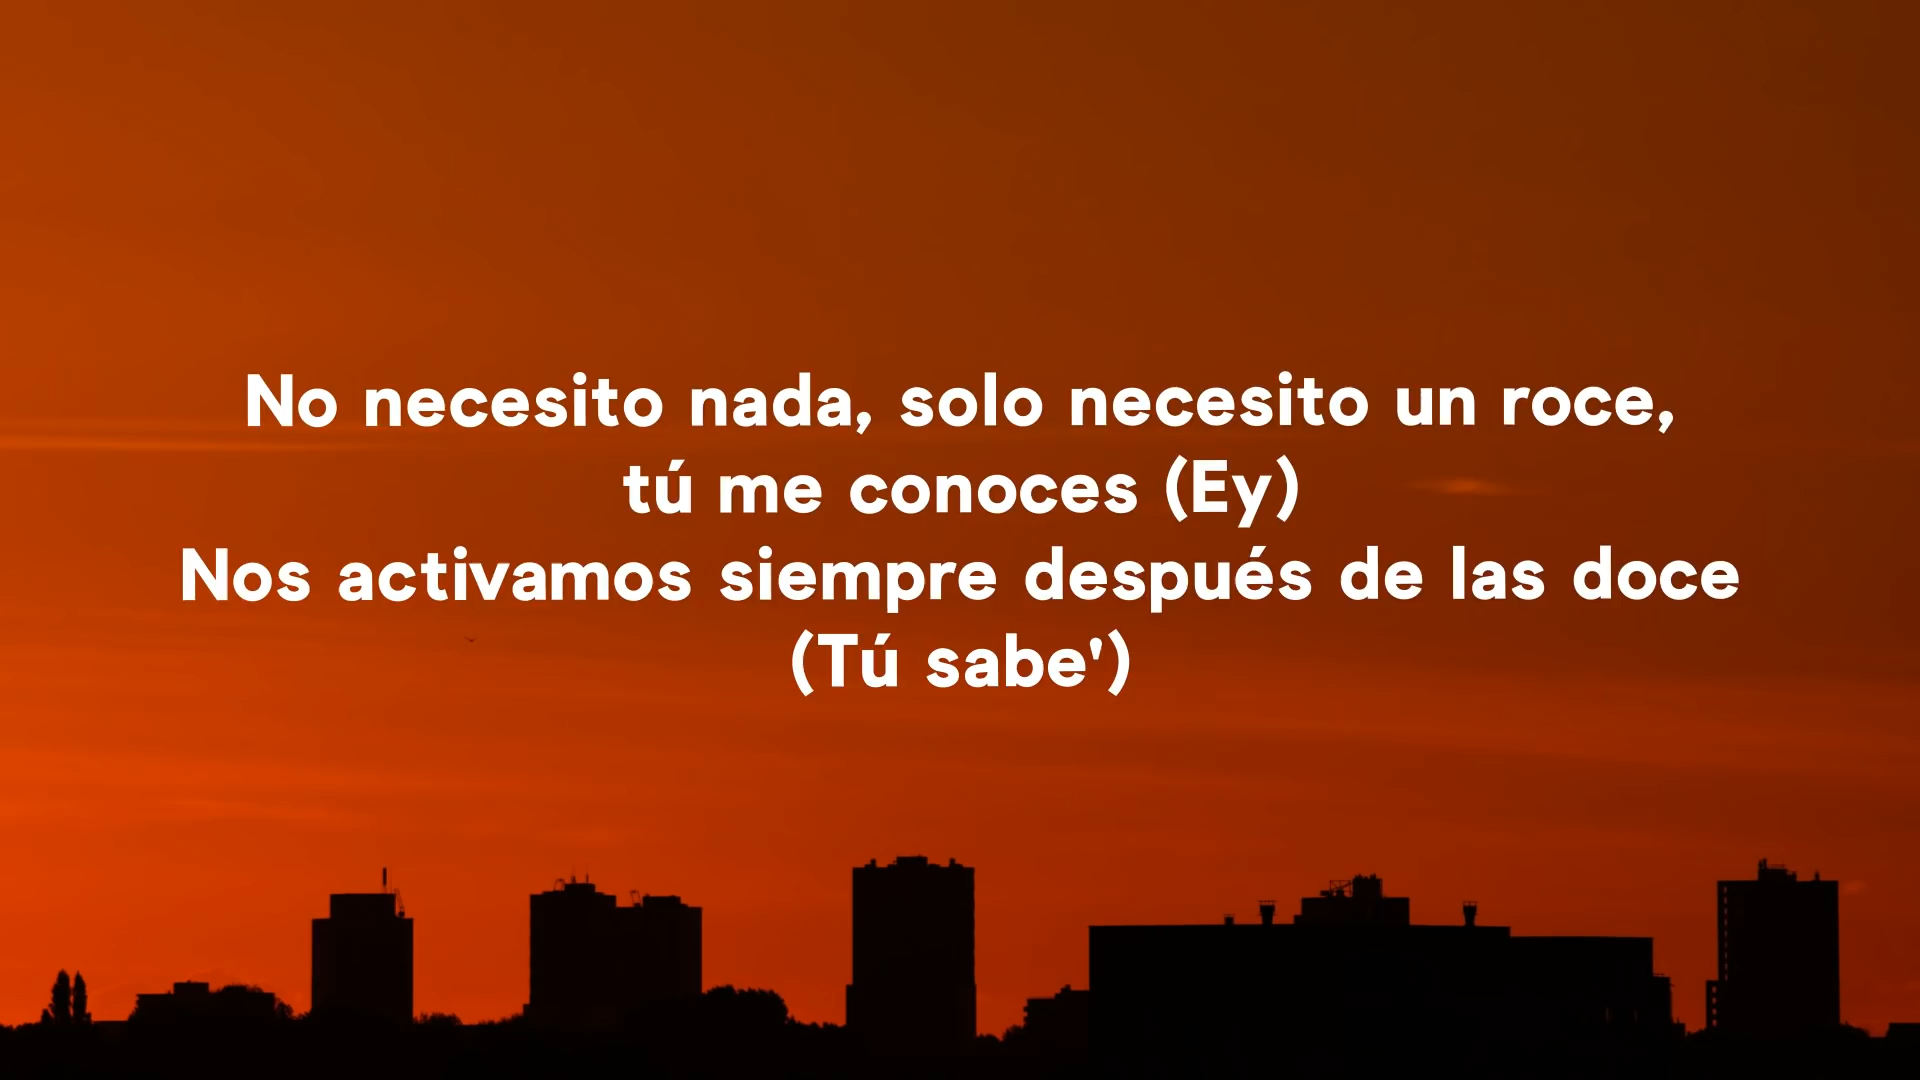 No necesito nada, solo necesito un roce,
tú me conoces (Ey)
Nos activamos siempre después de las doce
(Tú sabe')